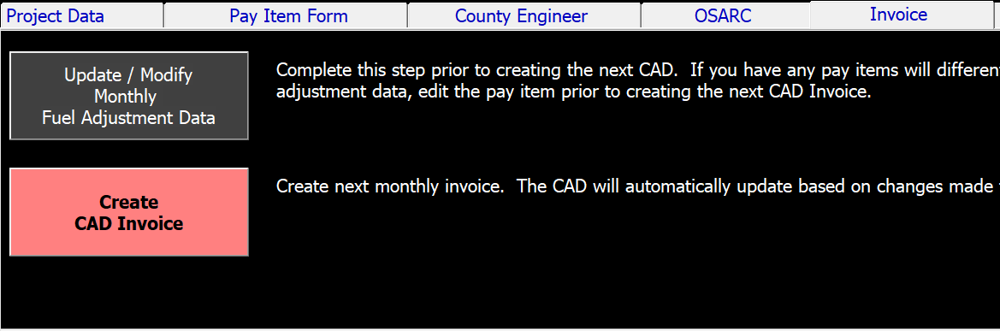 Project Data
Pay Item Form
County Engineer
OSARC
Invoice
Update / Modify
Monthly
Fuel Adjustment Data
Complete this step prior to creating the next CAD.  If you have any pay items will differen
adjustment data, edit the pay item prior to creating the next CAD Invoice.
Create
CAD Invoice
Create next monthly invoice.  The CAD will automatically update based on changes made